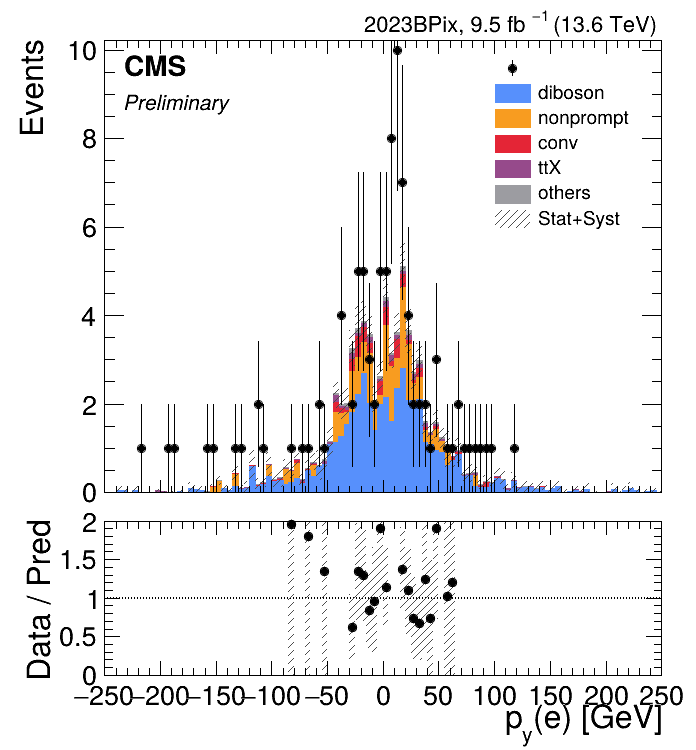 2023BPix, 9.5 fb⁻¹ (13.6 TeV)
CMS
Preliminary
Events
10
8
6
4
2
0
diboson
nonprompt
conv
ttX
others
Stat+Syst
Data / Pred
2
1.5
1
0.5
0
−250 −200 −150 −100 −50 0 50 100 150 200 250
p_y(e) [GeV]